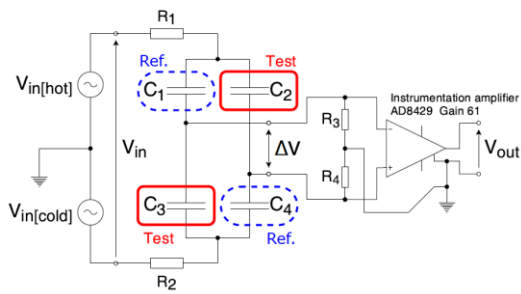 R1
Ref.
Test
Vin[hot]
C1
C2
Instrumentation amplifier
AD8429 Gain 61
R3
Vin
ΔV
Vout
R4
Vin[cold]
C3
C4
Test
Ref.
R2
−
+